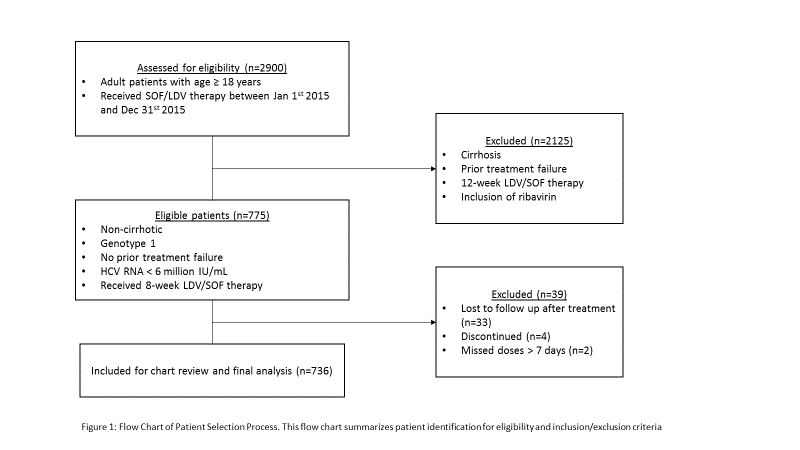 Assessed for eligibility (n=2900)
• Adult patients with age ≥ 18 years
• Received SOF/LDV therapy between Jan 1st 2015
and Dec 31st 2015
Excluded (n=2125)
• Cirrhosis
• Prior treatment failure
• 12-week LDV/SOF therapy
• Inclusion of ribavirin
Eligible patients (n=775)
• Non-cirrhotic
• Genotype 1
• No prior treatment failure
• HCV RNA < 6 million IU/mL
• Received 8-week LDV/SOF therapy
Excluded (n=39)
• Lost to follow up after treatment
(n=33)
• Discontinued (n=4)
• Missed doses > 7 days (n=2)
Included for chart review and final analysis (n=736)
Figure 1: Flow Chart of Patient Selection Process. This flow chart summarizes patient identification for eligibility and inclusion/exclusion criteria